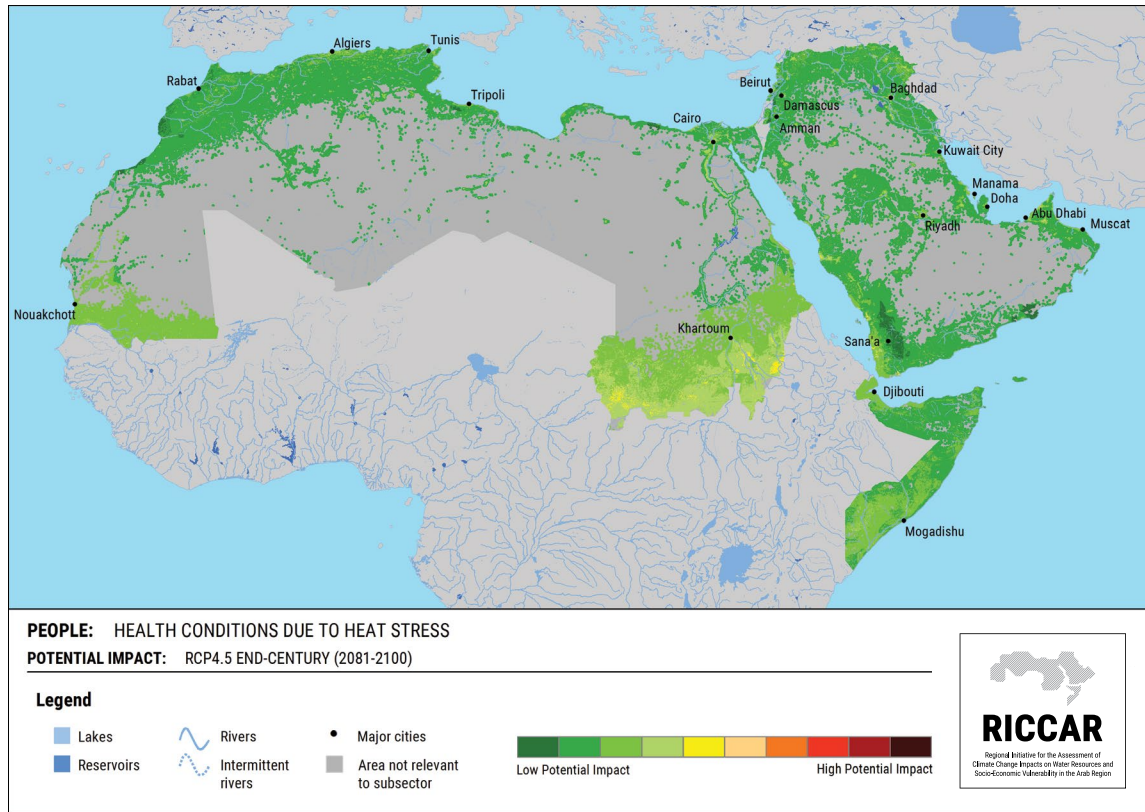 Algiers
Tunis
Rabat
Tripoli
Beirut
Baghdad
Damascus
Cairo
Amman
Kuwait City
Manama
Doha
Abu Dhabi
Riyadh
Muscat
Nouakchott
Khartoum
Sana'a
Djibouti
Mogadishu
PEOPLE: HEALTH CONDITIONS DUE TO HEAT STRESS
POTENTIAL IMPACT: RCP4.5 END-CENTURY (2081-2100)
Legend
Lakes
Rivers
Major cities
Reservoirs
Intermittent
rivers
Area not relevant
to subsector
Low Potential Impact
High Potential Impact
RICCAR
Regional Initiative for the Assessment of
Climate Change Impacts on Water Resources and
Socio-Economic Vulnerability in the Arab Region